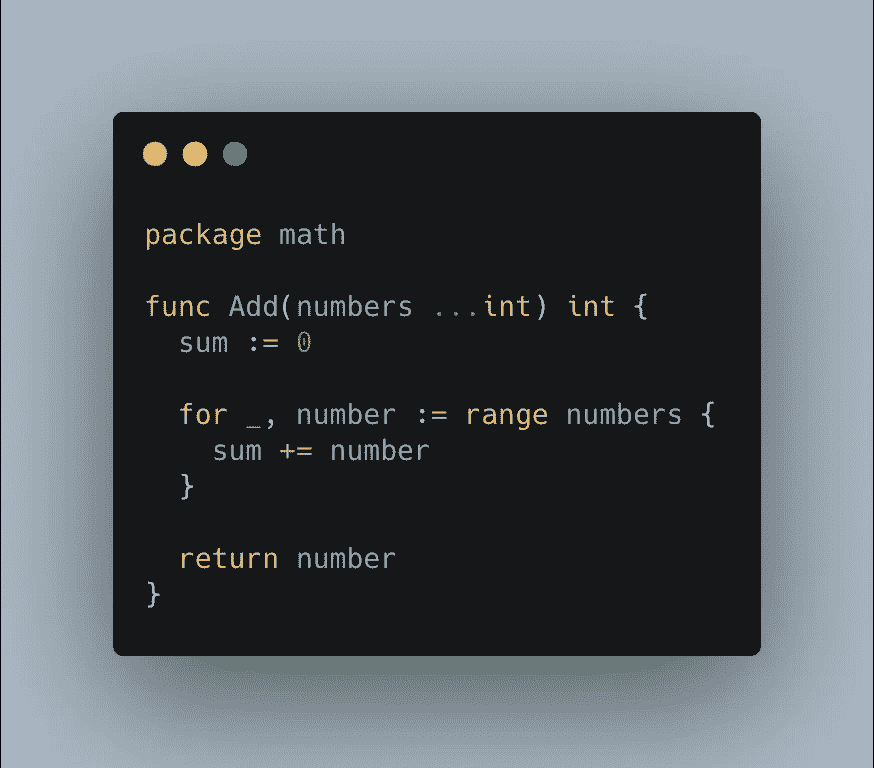 package math
func Add(numbers ...int) int {
sum := 0
for _, number := range numbers {
sum += number
}
return number
}